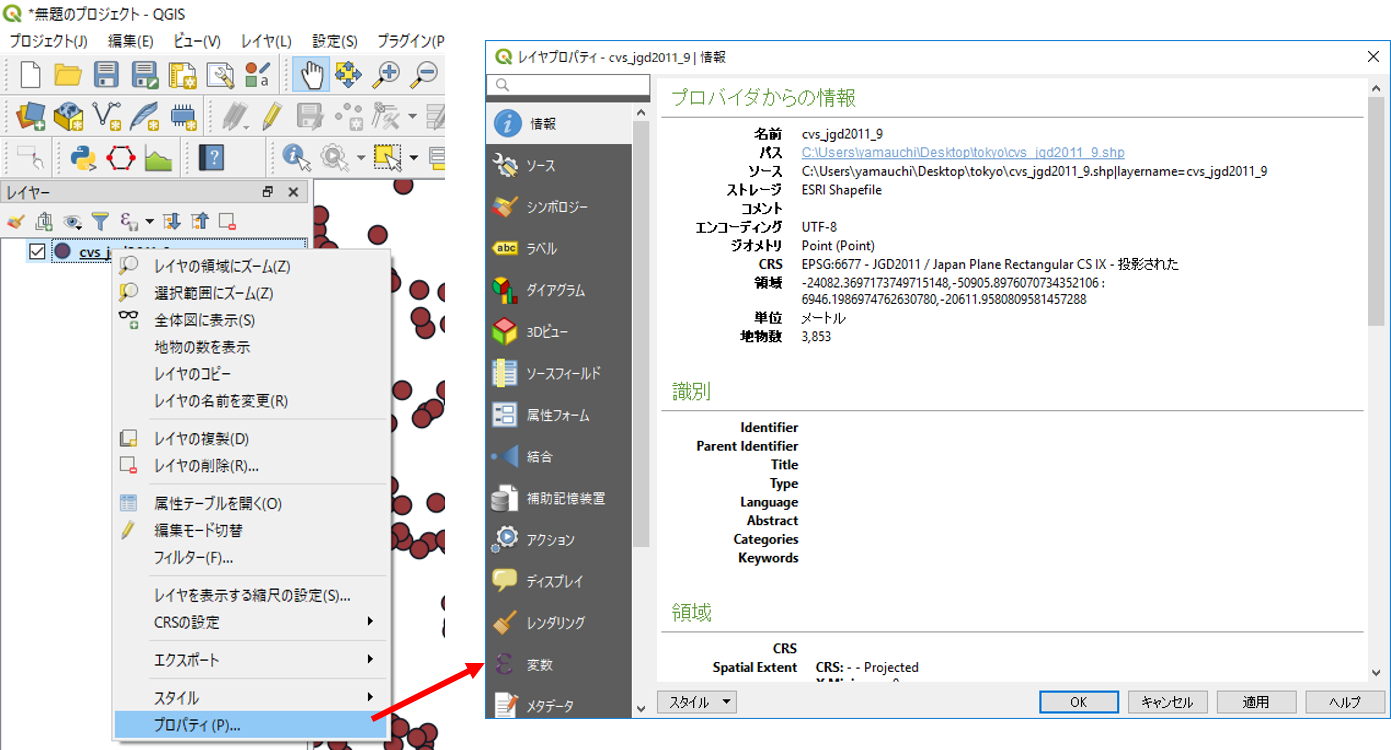 *無題のプロジェクト - QGIS
プロジェクト(J) 編集(E) ビュー(V) レイヤ(L) 設定(S) プラグイン(P
レイヤー
cvs_j
レイヤの領域にズーム(Z)
選択範囲にズーム(Z)
全体図に表示(S)
地物の数を表示
レイヤのコピー
レイヤの名前を変更(R)
レイヤの複製(D)
レイヤの削除(R)...
属性テーブルを開く(O)
編集モード切替
フィルター(F)...
レイヤを表示する縮尺の設定(S)...
CRSの設定
エクスポート
スタイル
プロパティ(P)...
レイヤプロパティ - cvs_jgd2011_9 | 情報
情報
ソース
シンボロジー
abc ラベル
ダイアグラム
3Dビュー
ソースフィールド
属性フォーム
結合
補助記憶装置
アクション
ディスプレイ
レンダリング
変数
メタデータ
プロバイダからの情報
名前 cvs_jgd2011_9
パス C:\Users\yamauchi\Desktop\tokyo\cvs_jgd2011_9.shp
ソース C:\Users\yamauchi\Desktop\tokyo\cvs_jgd2011_9.shp|layername=cvs_jgd2011_9
ストレージ ESRI Shapefile
コメント
エンコーディング UTF-8
ジオメトリ Point (Point)
CRS EPSG:6677 - JGD2011 / Japan Plane Rectangular CS IX - 投影された
領域 -24082.3697173749715148,-50905.8976070734352106 :
6946.1986974762630780,-20611.9580809581457288
単位 メートル
地物数 3,853
識別
Identifier
Parent Identifier
Title
Type
Language
Abstract
Categories
Keywords
領域
CRS
Spatial Extent CRS: - - Projected
スタイル OK キャンセル 適用 ヘルプ